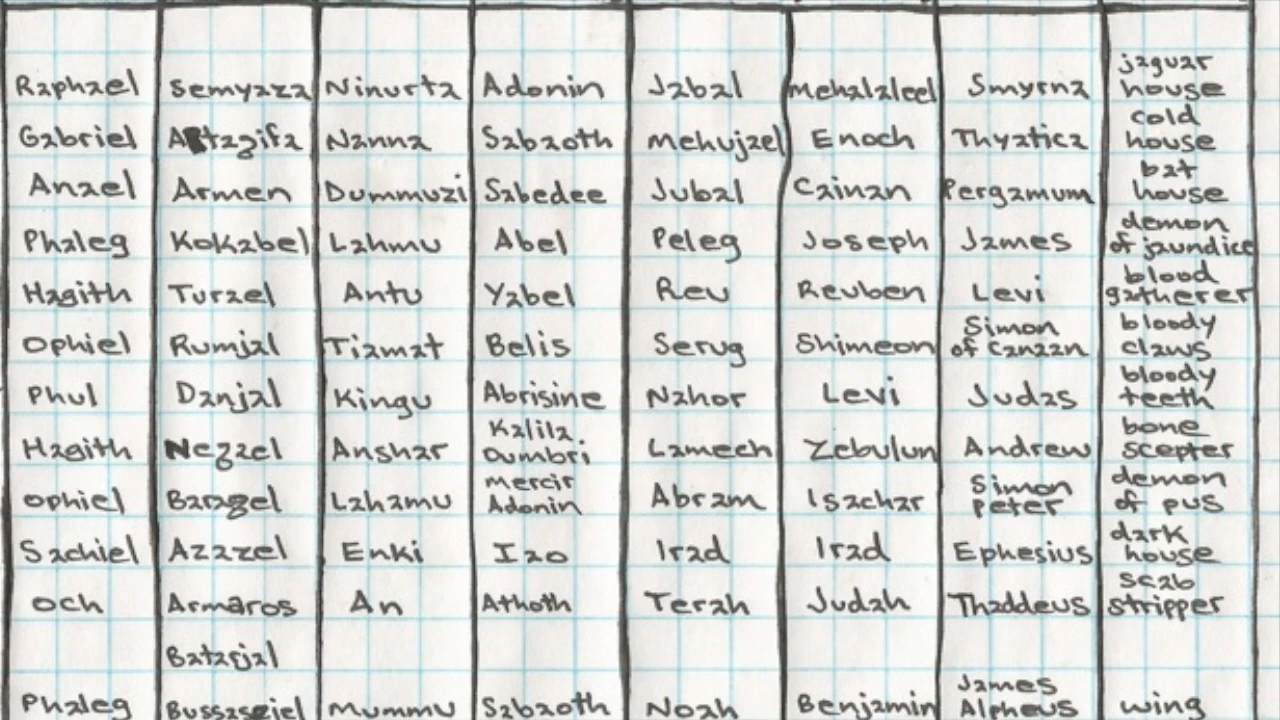 Raphael Semyaza Ninurta Adonin Jabal Mehalaleel Smyrna jaguar house
Gabriel Artaqifa Nanna Sabaoth Mehujael Enoch Thyatica cold house
Anael Armen Dummuzi Sabedee Jubal Cainan Pergamum bat house
Phaleg Kokabel Lahmu Abel Peleg Joseph James demon of jaundice
Hagith Turael Antu Yabel Reu Reuben Levi blood gatherer
Ophiel Rumjal Tiamat Belis Serug Shimeon Simon of Canaan bloody claws
Phul Danjal Kingu Abrisine Nahor Levi Judas bloody teeth
Hagith Neqael Anshar Kalila Oumbri Lamech Zebulun Andrew bone scepter
Ophiel Baraqel Lahamu mercir Adonin Abram Isachar Simon Peter demon of pus
Sachiel Azazel Enki Iao Irad Irad Ephesius dark house
Och Armaros An Athoth Terah Judah Thaddeus scab stripper
Batarjal
Phaleg Bussasejel Mummu Sabaoth Noah Benjamin James Alpheus wing